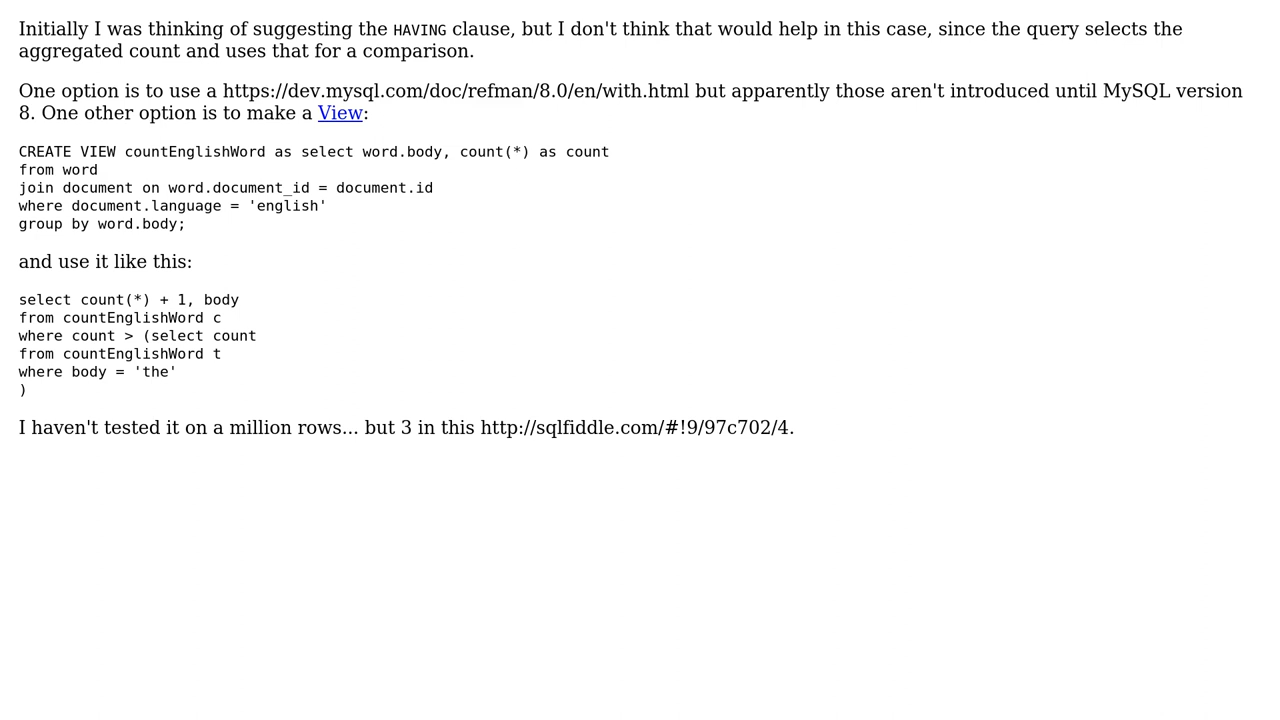 Initially I was thinking of suggesting the HAVING clause, but I don't think that would help in this case, since the query selects the
aggregated count and uses that for a comparison.
One option is to use a https://dev.mysql.com/doc/refman/8.0/en/with.html but apparently those aren't introduced until MySQL version
8. One other option is to make a View:
CREATE VIEW countEnglishWord as select word.body, count(*) as count
from word
join document on word.document_id = document.id
where document.language = 'english'
group by word.body;
and use it like this:
select count(*) + 1, body
from countEnglishWord c
where count > (select count
from countEnglishWord t
where body = 'the'
)
I haven't tested it on a million rows... but 3 in this http://sqlfiddle.com/#!9/97c702/4.